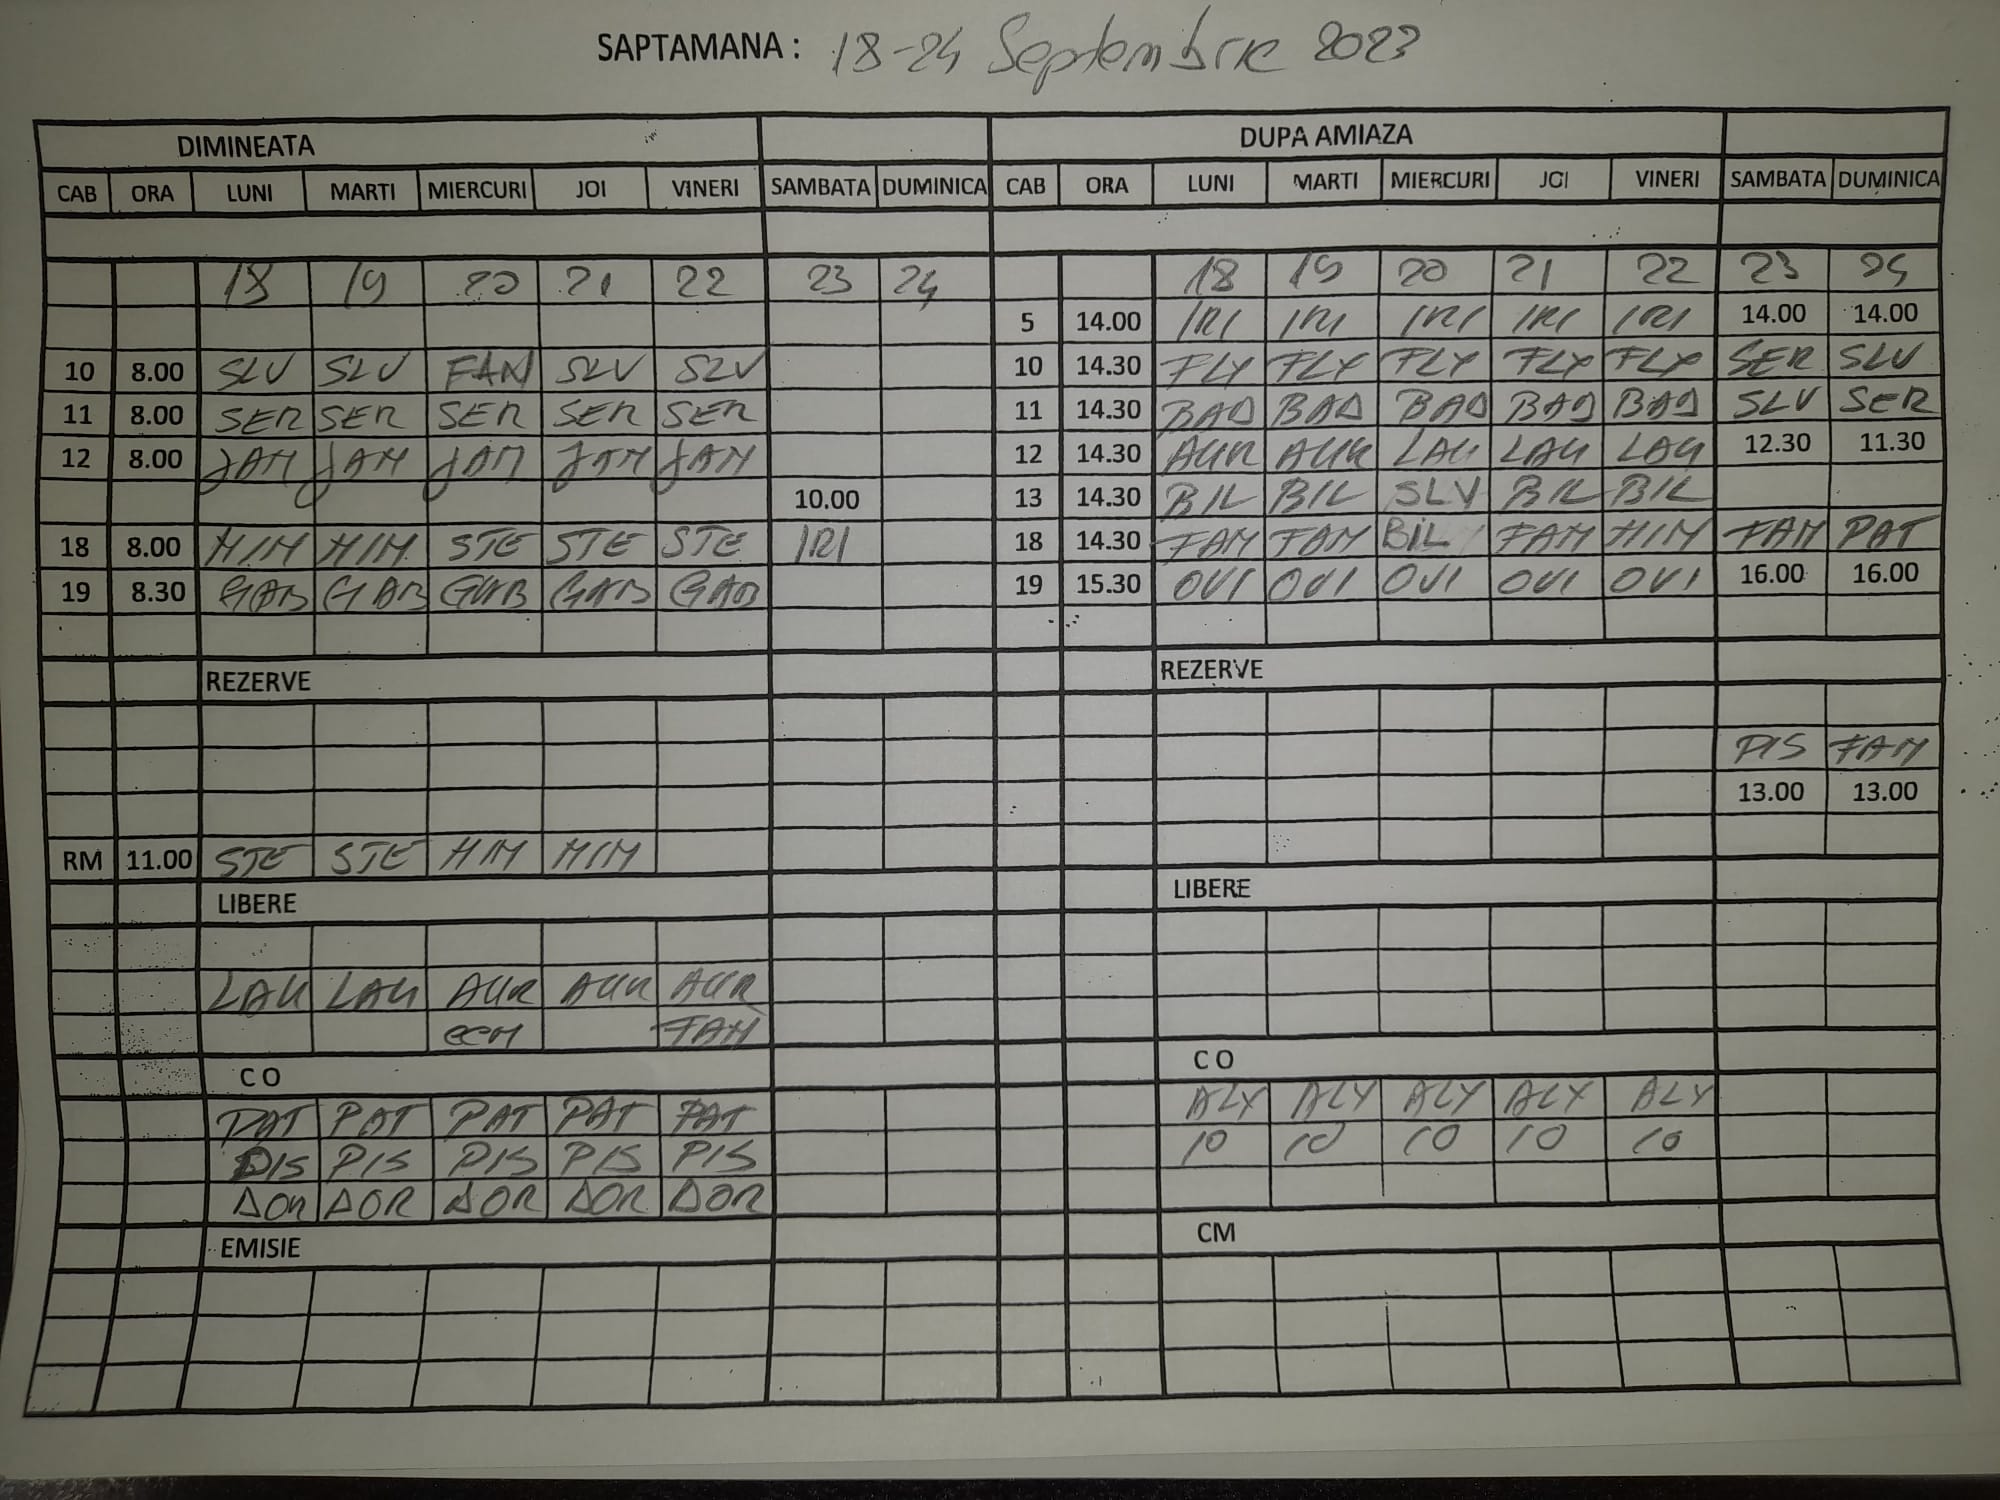 SAPTAMANA : 18-24 Septembrie 2023
DIMINEATA DUPA AMIAZA
CAB ORA LUNI MARTI MIERCURI JOI VINERI SAMBATA DUMINICA CAB ORA LUNI MARTI MIERCURI JOI VINERI SAMBATA DUMINICA
18 19 20 21 22 23 24 18 19 20 21 22 23 24
5 14.00 IRI IRI IRI IRI IRI 14.00 14.00
10 8.00 SLV SLV FAN SLV SLV 10 14.30 FLY FLY FLY FLY FLY SER SLV
11 8.00 SER SER SER SER SER 11 14.30 BAD BAD BAD BAD BAD SLV SER
12 8.00 JAM JAM JAM JAM JAM 12 14.30 AUR AUR LAU LAU LAU 12.30 11.30
10.00 13 14.30 BIL BIL SLV BIL BIL
18 8.00 MIM MIM STE STE STE IRI 18 14.30 FAM FAM BIL FAM MIM FAM PAT
19 8.30 GAB GAB GAB GAB GAB 19 15.30 OVI OVI OVI OVI OVI 16.00 16.00
REZERVE REZERVE
PIS FAM
13.00 13.00
RM 11.00 STE STE MIM MIM
LIBERE LIBERE
LAU LAU AUR AUR AUR
FAM
C O C O
PAT PAT PAT PAT PAT ALY ALY ALY ALY ALY
PIS PIS PIS PIS PIS 10 10 10 10 10
DOR DOR DOR DOR DOR
EMISIE CM